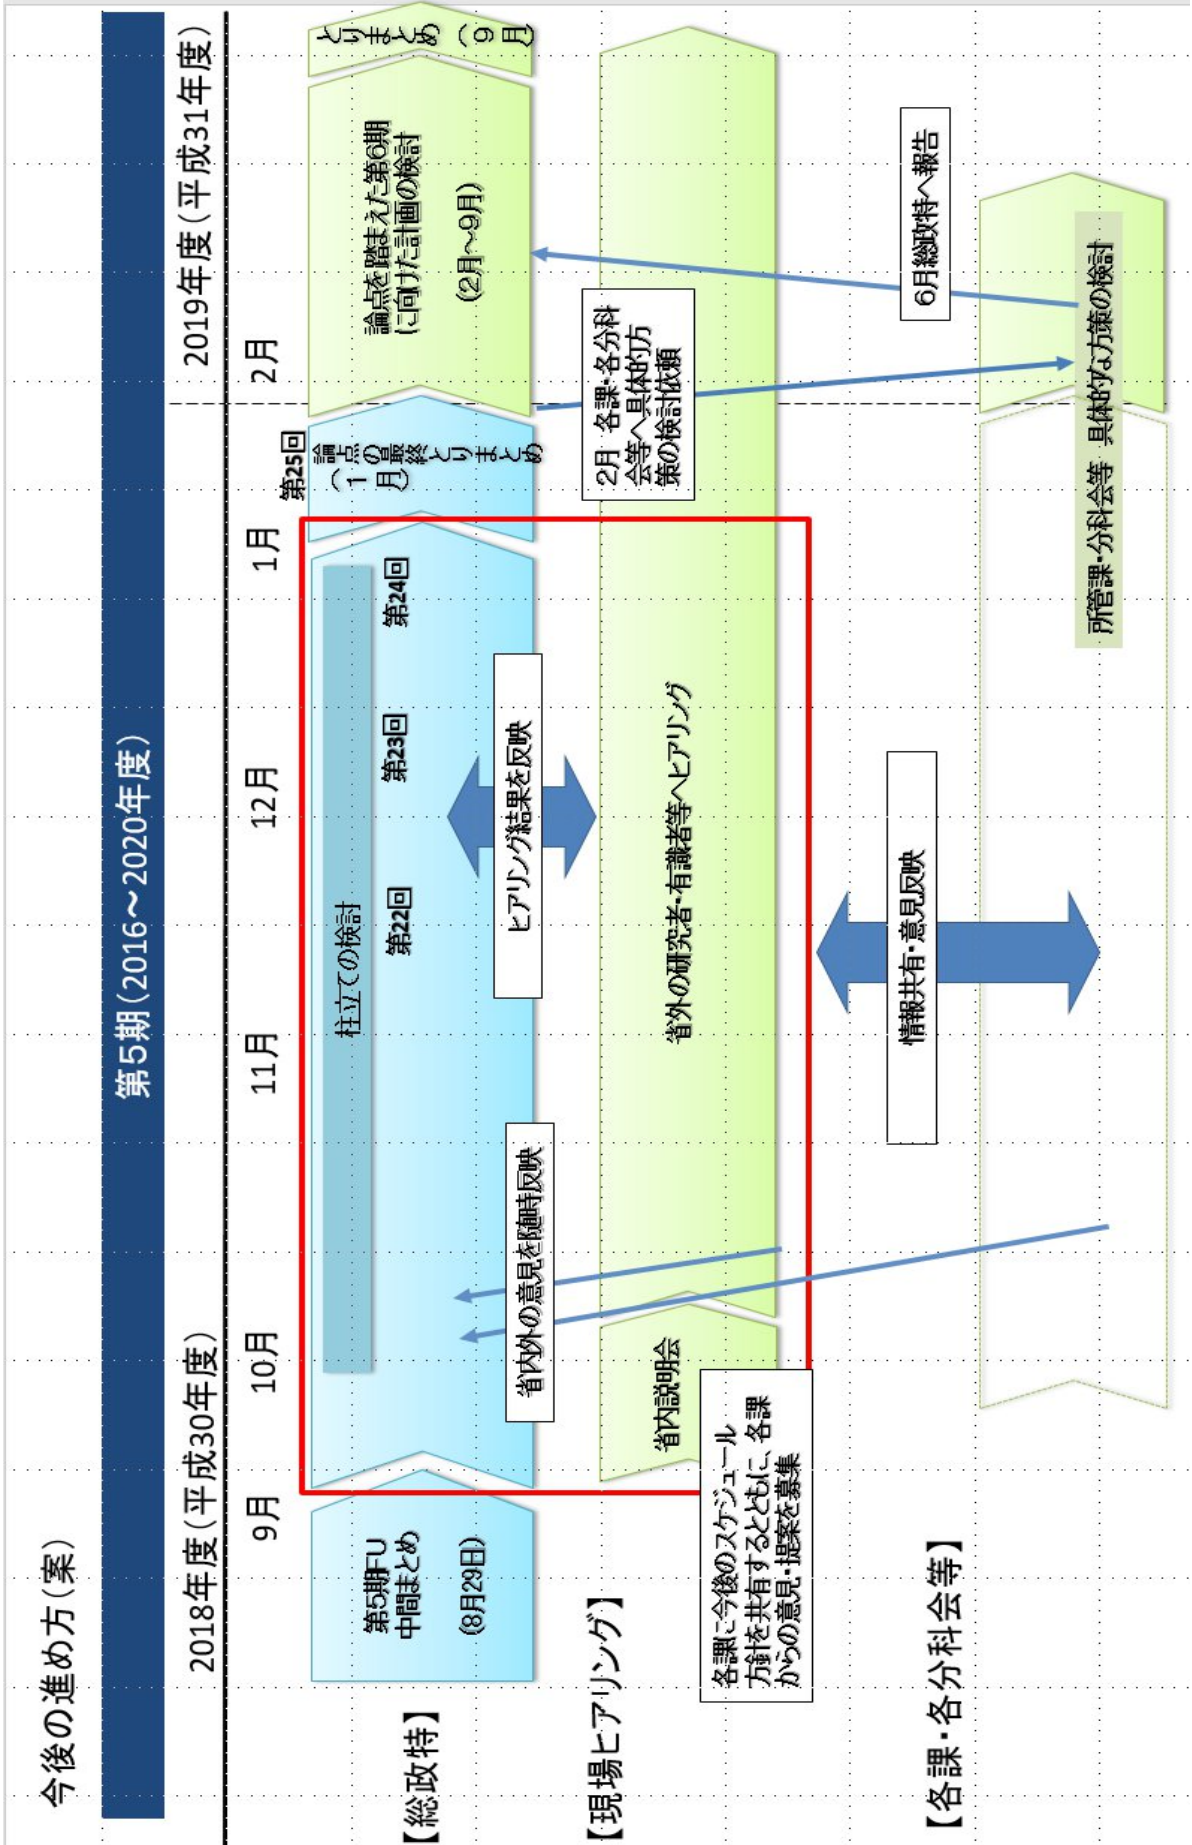 今後の進め方(案)
第5期(2016～2020年度)
2018年度(平成30年度)
2019年度(平成31年度)
9月
10月
11月
12月
1月
2月
【総政特】
第5期FU
中間まとめ
(8月29日)
柱立ての検討
第22回
第23回
第24回
第25回
論点の最終とりまとめ
(1月)
論点を踏まえた第6期
に向けた計画の検討
(2月～9月)
とりまとめ(9月)
省内外の意見を随時反映
ヒアリング結果を反映
2月 各課・各分科
会等へ具体的方
策の検討依頼
【現場ヒアリング】
省内説明会
省外の研究者・有識者等へヒアリング
各課に今後のスケジュール
方針を共有するとともに、各課
からの意見・提案を募集
情報共有・意見反映
6月総政特へ報告
【各課・各分科会等】
所管課・分科会等 具体的な方策の検討